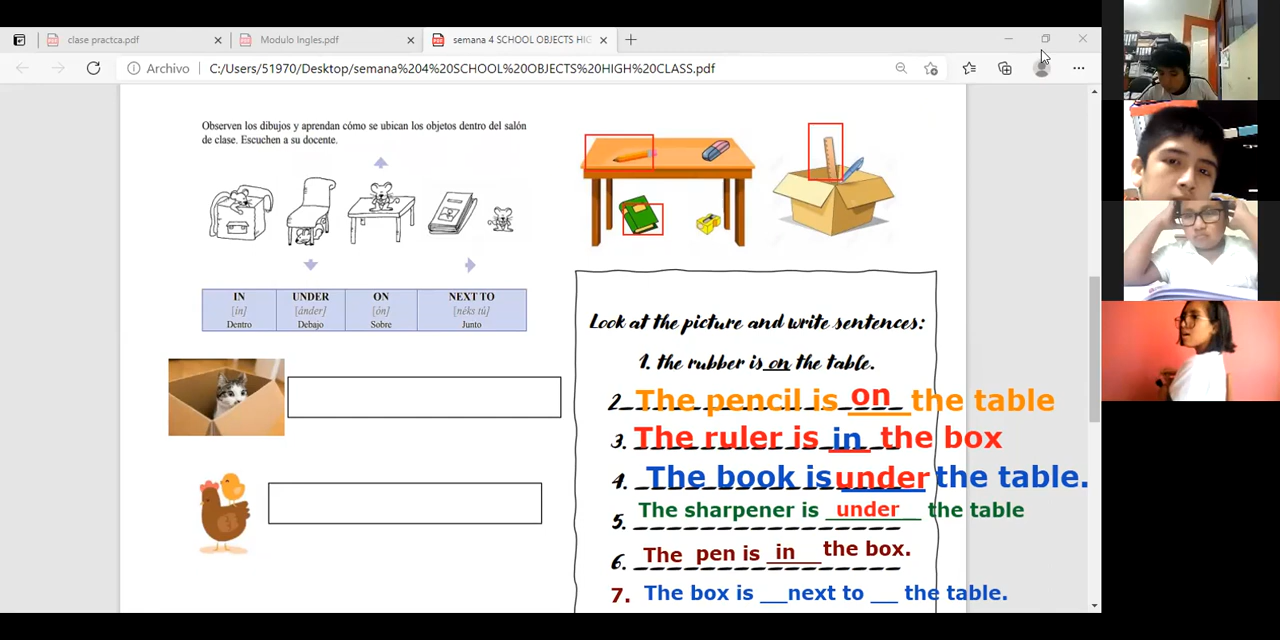 clase practca.pdf
Modulo Ingles.pdf
semana 4 SCHOOL OBJECTS HIG
Archivo
C:/Users/51970/Desktop/semana%204%20SCHOOL%20OBJECTS%20HIGH%20CLASS.pdf
Observen los dibujos y aprendan cómo se ubican los objetos dentro del salón
de clase. Escuchen a su docente.
IN UNDER ON NEXT TO
[in] [ánder] [ón] [néks tú]
Dentro Debajo Sobre Junto
Look at the picture and write sentences:
1. the rubber is on the table.
2. The pencil is on the table
3. The ruler is in the box
4. The book is under the table.
5. The sharpener is under the table
6. The pen is in the box.
7. The box is __next to __ the table.